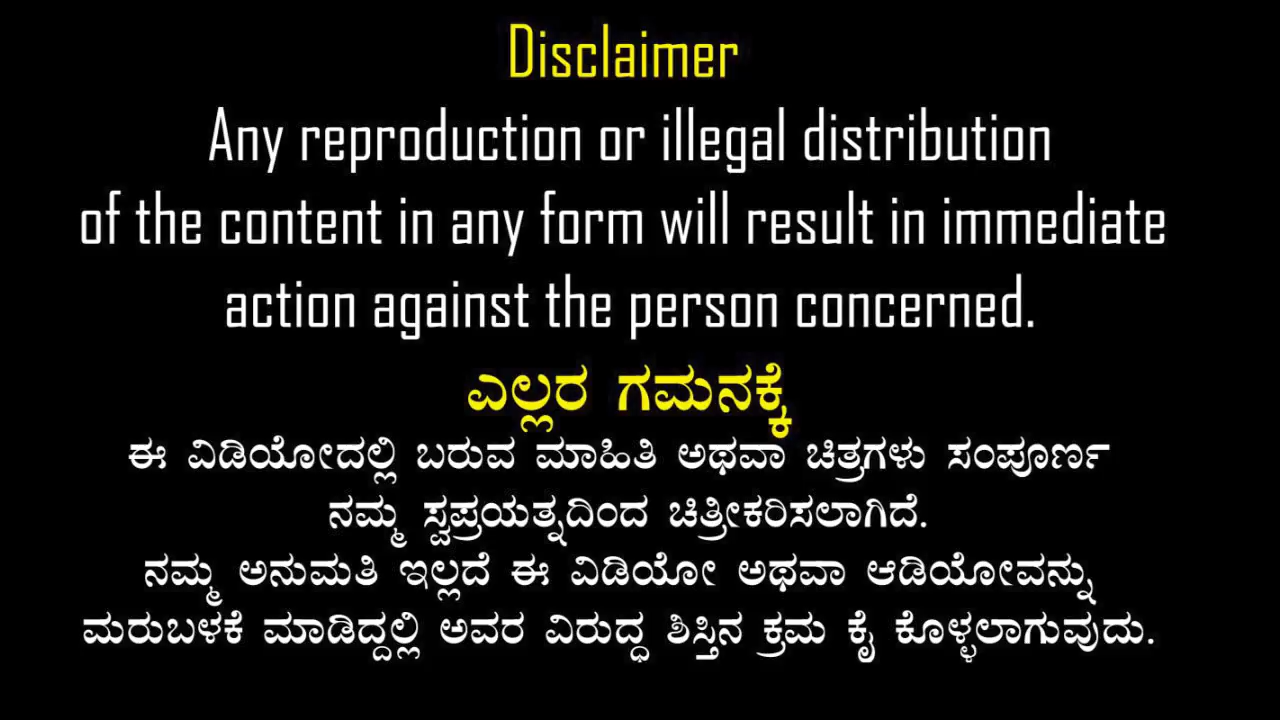 Disclaimer
Any reproduction or illegal distribution
of the content in any form will result in immediate
action against the person concerned.
ಎಲ್ಲರ ಗಮನಕ್ಕೆ
ಈ ವಿಡಿಯೋದಲ್ಲಿ ಬರುವ ಮಾಹಿತಿ ಅಥವಾ ಚಿತ್ರಗಳು ಸಂಪೂರ್ಣ
ನಮ್ಮ ಸ್ವಪ್ರಯತ್ನದಿಂದ ಚಿತ್ರೀಕರಿಸಲಾಗಿದೆ.
ನಮ್ಮ ಅನುಮತಿ ಇಲ್ಲದೆ ಈ ವಿಡಿಯೋ ಅಥವಾ ಆಡಿಯೋವನ್ನು
ಮರುಬಳಕೆ ಮಾಡಿದ್ದಲ್ಲಿ ಅವರ ವಿರುದ್ಧ ಶಿಸ್ತಿನ ಕ್ರಮ ಕೈ ಕೊಳ್ಳಲಾಗುವುದು.